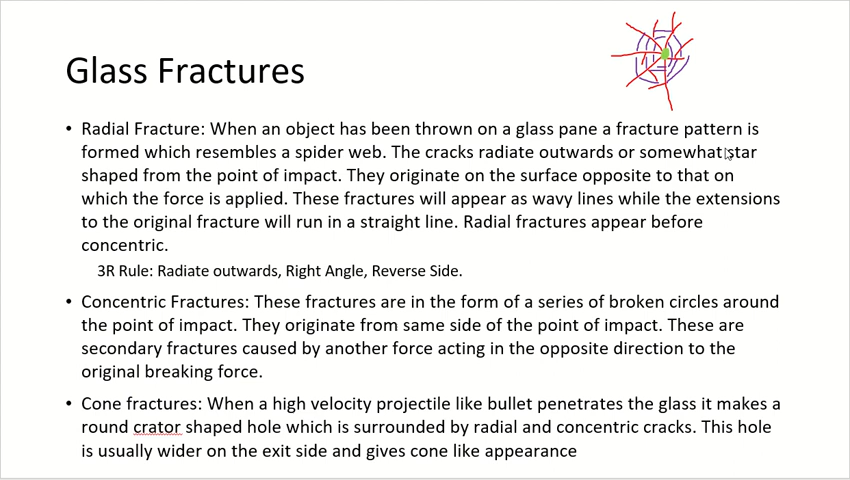 Glass Fractures
• Radial Fracture: When an object has been thrown on a glass pane a fracture pattern is
formed which resembles a spider web. The cracks radiate outwards or somewhat star
shaped from the point of impact. They originate on the surface opposite to that on
which the force is applied. These fractures will appear as wavy lines while the extensions
to the original fracture will run in a straight line. Radial fractures appear before
concentric.
3R Rule: Radiate outwards, Right Angle, Reverse Side.
• Concentric Fractures: These fractures are in the form of a series of broken circles around
the point of impact. They originate from same side of the point of impact. These are
secondary fractures caused by another force acting in the opposite direction to the
original breaking force.
• Cone fractures: When a high velocity projectile like bullet penetrates the glass it makes a
round crator shaped hole which is surrounded by radial and concentric cracks. This hole
is usually wider on the exit side and gives cone like appearance